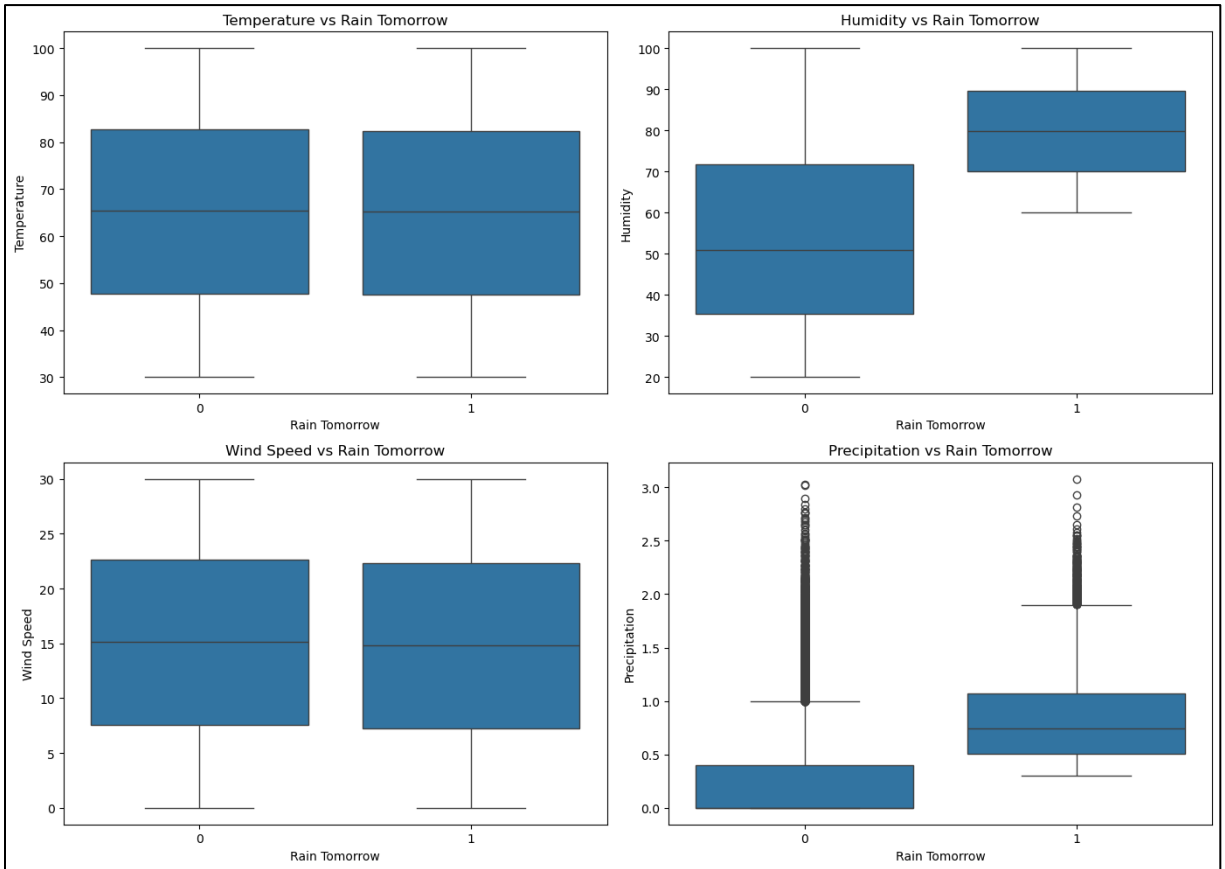 Temperature vs Rain Tomorrow
100
90
80
70
60
50
40
30
Temperature
0 1
Rain Tomorrow
Humidity vs Rain Tomorrow
100
90
80
70
60
50
40
30
20
Humidity
0 1
Rain Tomorrow
Wind Speed vs Rain Tomorrow
30
25
20
15
10
5
0
Wind Speed
0 1
Rain Tomorrow
Precipitation vs Rain Tomorrow
3.0
2.5
2.0
1.5
1.0
0.5
0.0
Precipitation
0 1
Rain Tomorrow